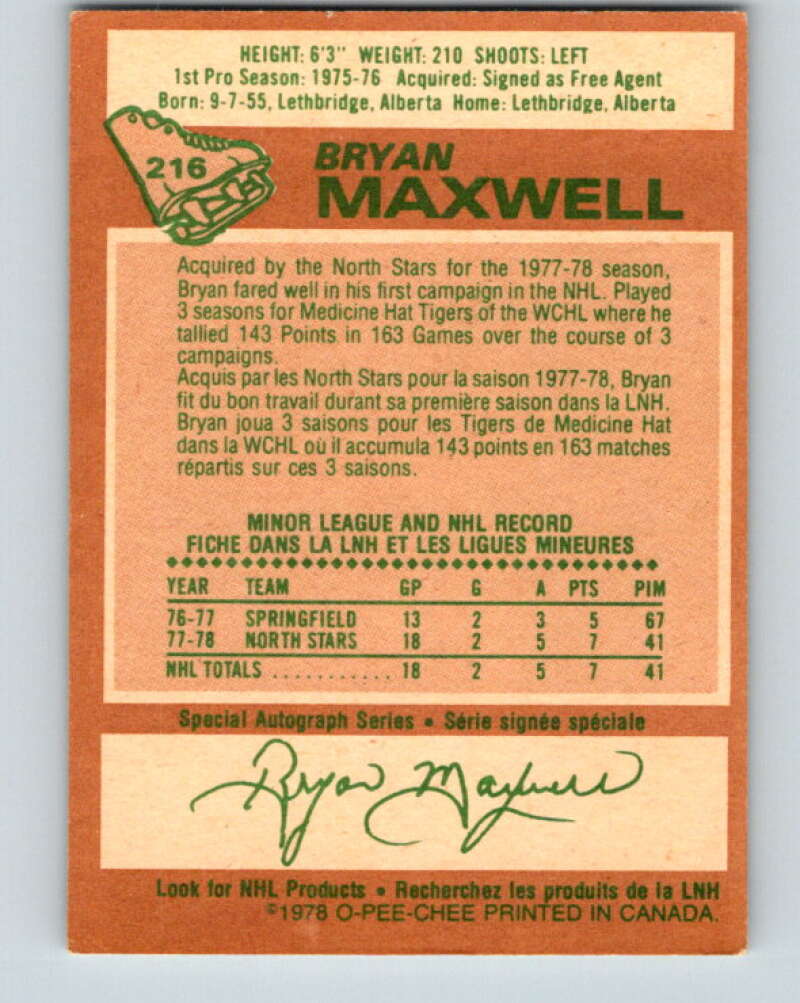 HEIGHT: 6'3" WEIGHT: 210 SHOOTS: LEFT
1st Pro Season: 1975-76 Acquired: Signed as Free Agent
Born: 9-7-55, Lethbridge, Alberta Home: Lethbridge, Alberta
216
BRYAN
MAXWELL
Acquired by the North Stars for the 1977-78 season,
Bryan fared well in his first campaign in the NHL. Played
3 seasons for Medicine Hat Tigers of the WCHL where he
tallied 143 Points in 163 Games over the course of 3
campaigns.
Acquis par les North Stars pour la saison 1977-78, Bryan
fit du bon travail durant sa première saison dans la LNH.
Bryan joua 3 saisons pour les Tigers de Medicine Hat
dans la WCHL où il accumula 143 points en 163 matches
répartis sur ces 3 saisons.
MINOR LEAGUE AND NHL RECORD
FICHE DANS LA LNH ET LES LIGUES MINEURES
YEAR TEAM GP G A PTS PIM
76-77 SPRINGFIELD 13 2 3 5 67
77-78 NORTH STARS 18 2 5 7 41
NHL TOTALS ............ 18 2 5 7 41
Special Autograph Series • Série signée spéciale
Bryan Maxwell
Look for NHL Products • Recherchez les produits de la LNH
©1978 O-PEE-CHEE PRINTED IN CANADA.